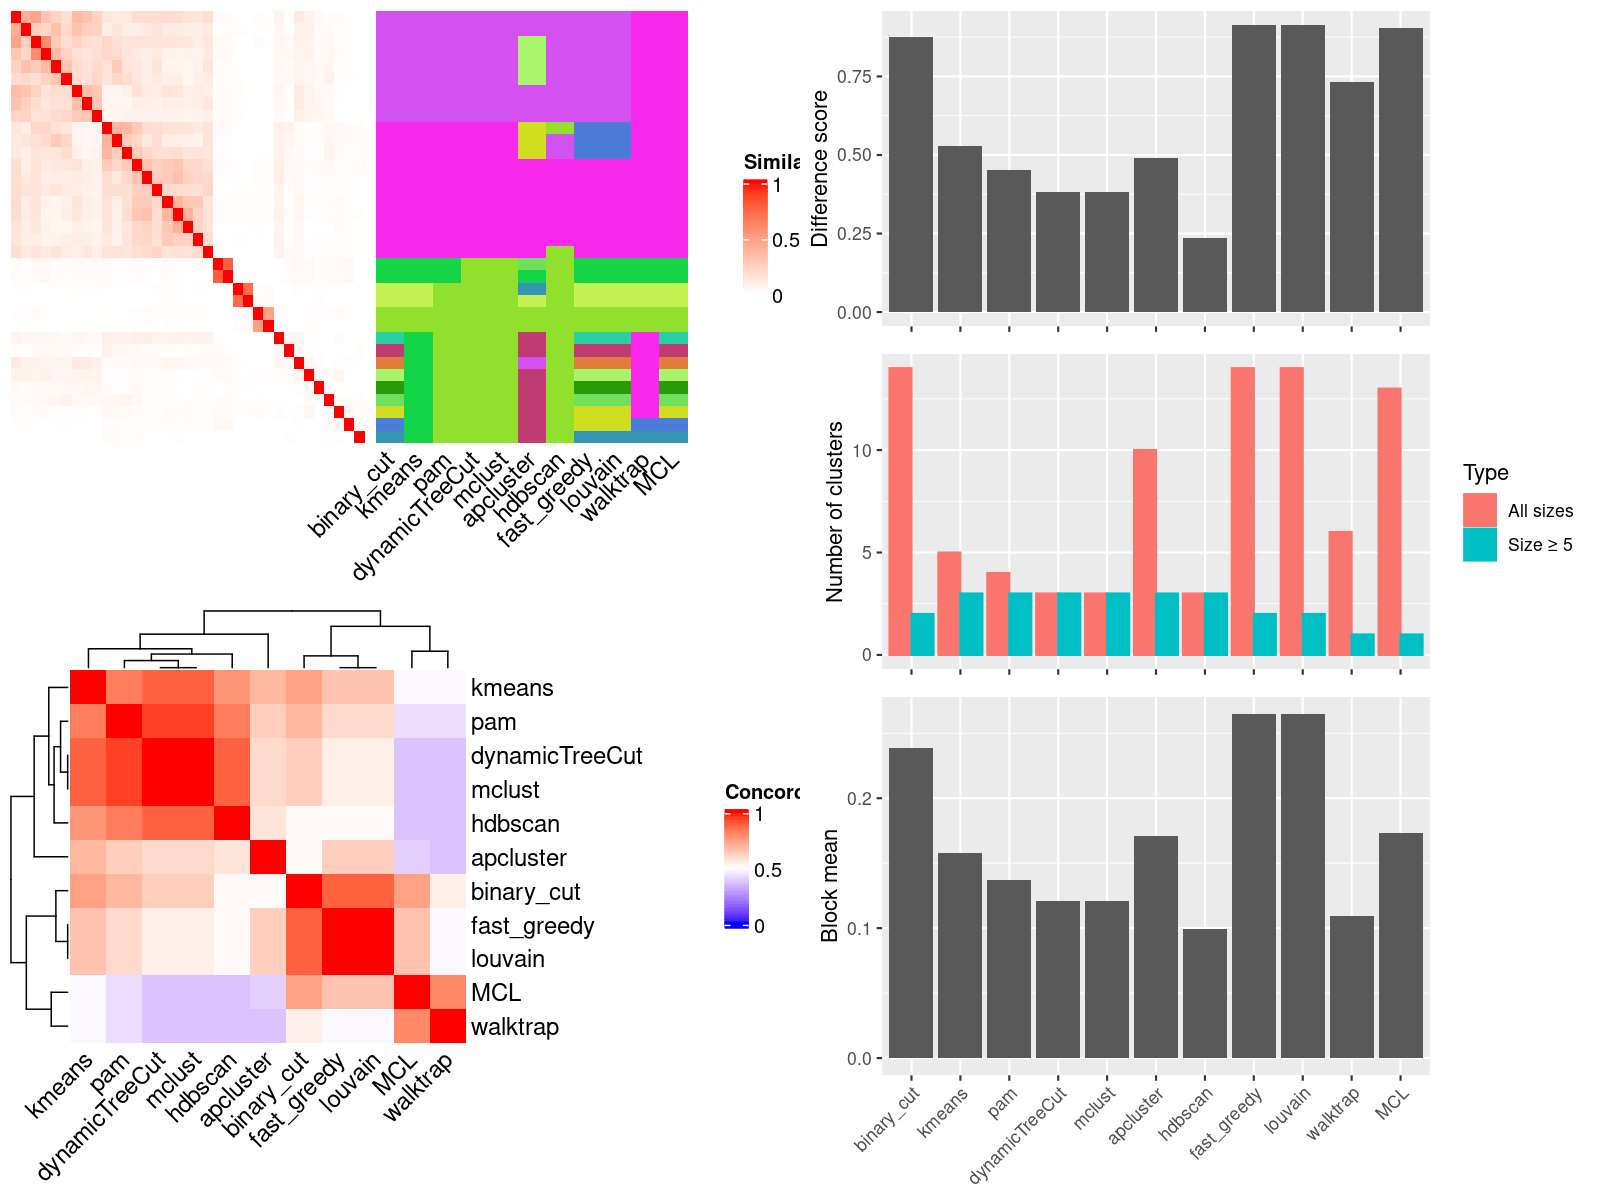 Simila
1
0.5
0
binary_cut
kmeans
pam
dynamicTreeCut
mclust
apcluster
hdbscan
fast_greedy
louvain
walktrap
MCL
Difference score
0.75
0.50
0.25
0.00
Number of clusters
10
5
0
Type
All sizes
Size ≥ 5
kmeans
pam
dynamicTreeCut
mclust
hdbscan
apcluster
binary_cut
fast_greedy
louvain
MCL
walktrap
kmeans
pam
dynamicTreeCut
mclust
hdbscan
apcluster
binary_cut
fast_greedy
louvain
MCL
walktrap
Concord
1
0.5
0
Block mean
0.2
0.1
0.0
binary_cut
kmeans
pam
dynamicTreeCut
mclust
apcluster
hdbscan
fast_greedy
louvain
walktrap
MCL